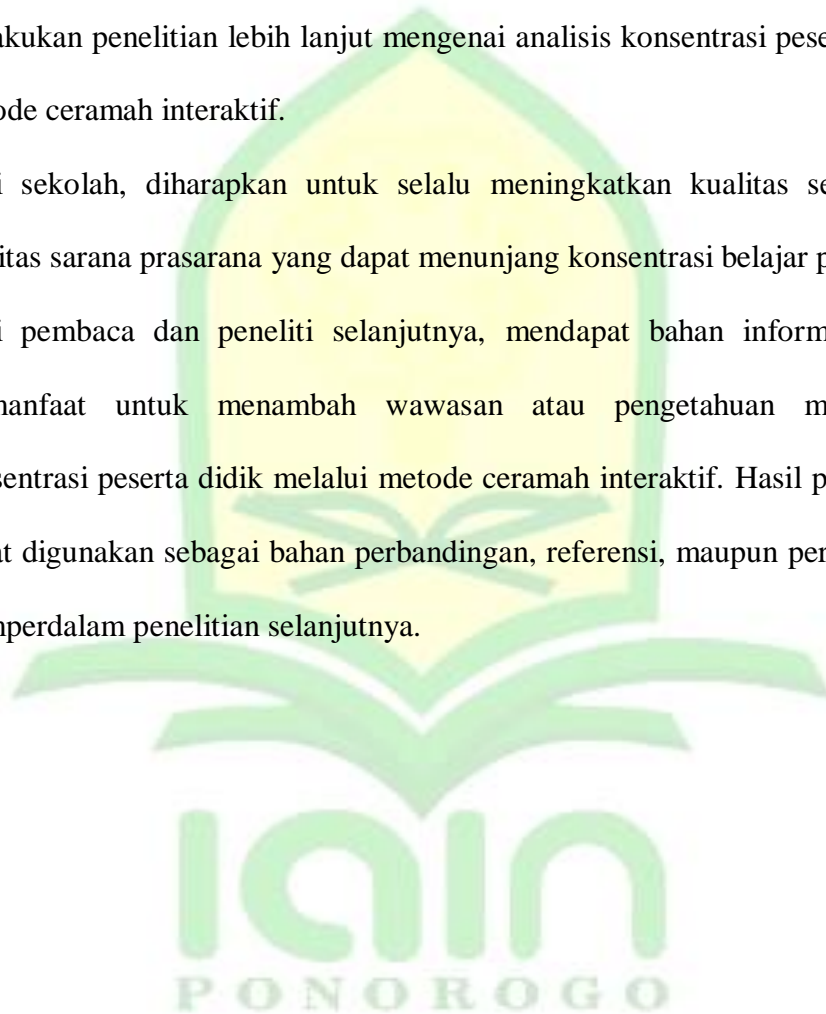 akukan penelitian lebih lanjut mengenai analisis konsentrasi pese
ode ceramah interaktif.
i sekolah, diharapkan untuk selalu meningkatkan kualitas se
itas sarana prasarana yang dapat menunjang konsentrasi belajar p
i pembaca dan peneliti selanjutnya, mendapat bahan inform
manfaat untuk menambah wawasan atau pengetahuan m
sentrasi peserta didik melalui metode ceramah interaktif. Hasil p
at digunakan sebagai bahan perbandingan, referensi, maupun per
nperdalam penelitian selanjutnya.
iain
PONOROGO